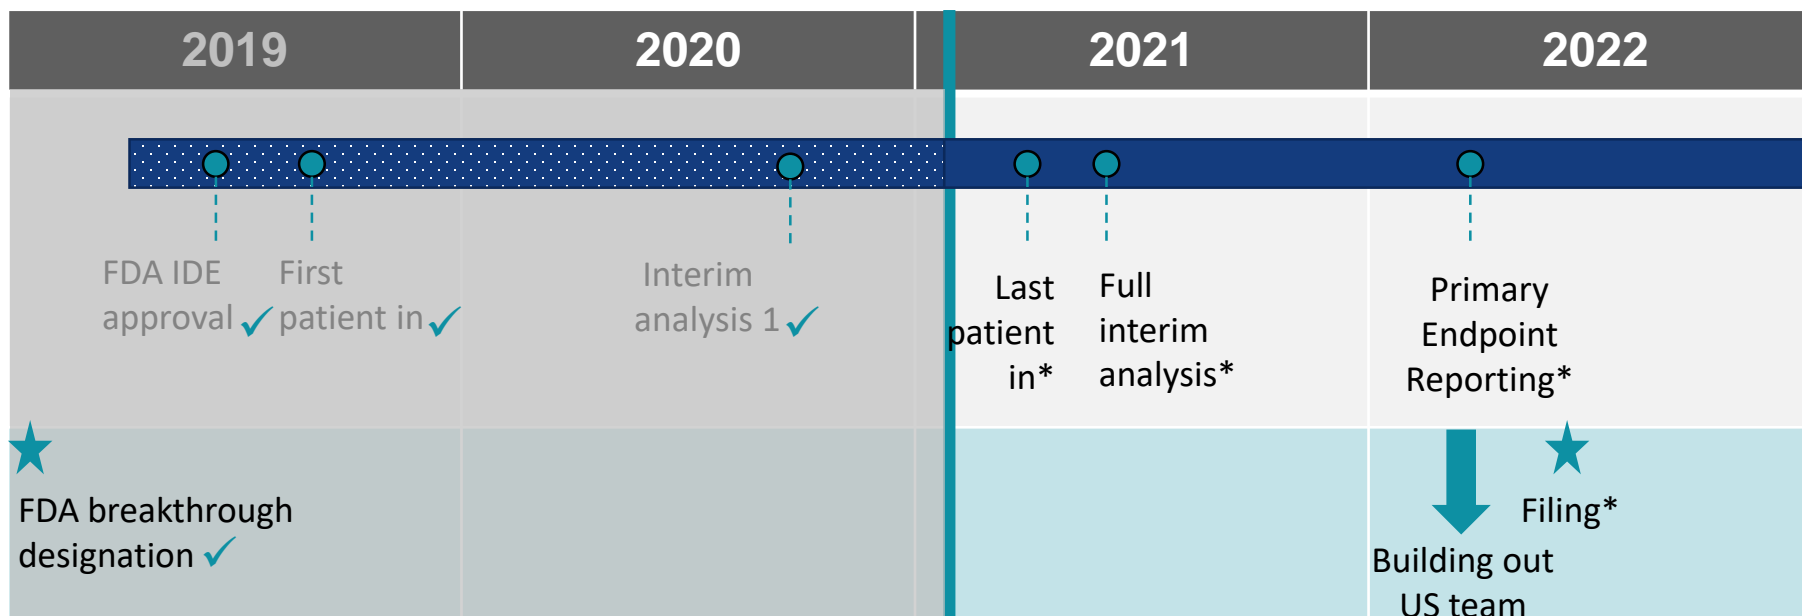 2019
2020
2021
2022
FDA IDE
approval
First
patient in
Interim
analysis 1
Last
patient
in*
Full
interim
analysis*
Primary
Endpoint
Reporting*
FDA breakthrough
designation
Filing*
Building out
US team